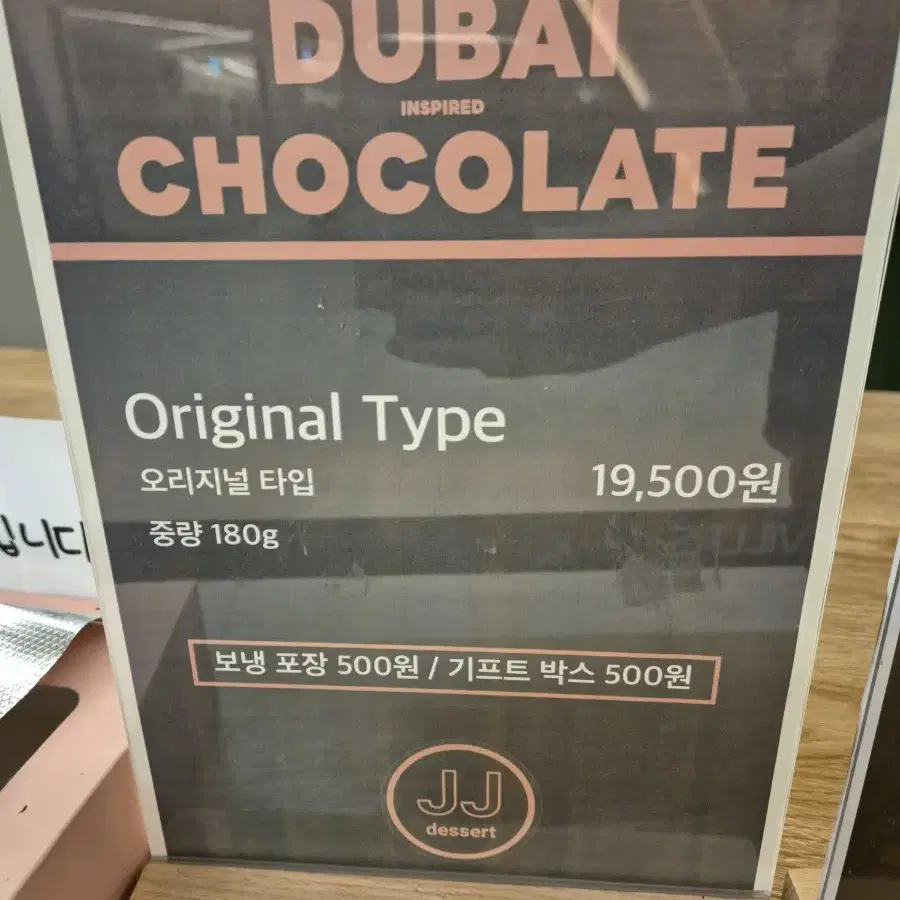 DUBAI
INSPIRED
CHOCOLATE
Original Type
오리지널 타입 19,500원
중량 180g
보냉 포장 500원 / 기프트 박스 500원
JJ
dessert